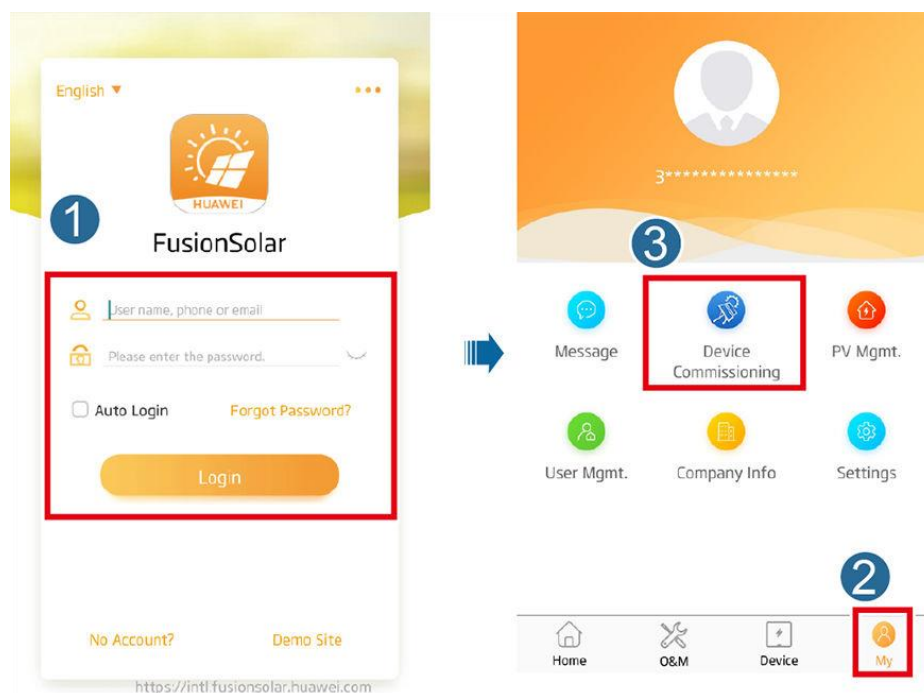 English ▼
HUAWEI
1
FusionSolar
User name, phone or email
Please enter the password.
Auto Login
Forgot Password?
Login
No Account?
Demo Site
https://intl.fusionsolar.huawei.com
3***************
3
Message
Device
Commissioning
PV Mgmt.
User Mgmt.
Company Info
Settings
2
Home
O&M
Device
My